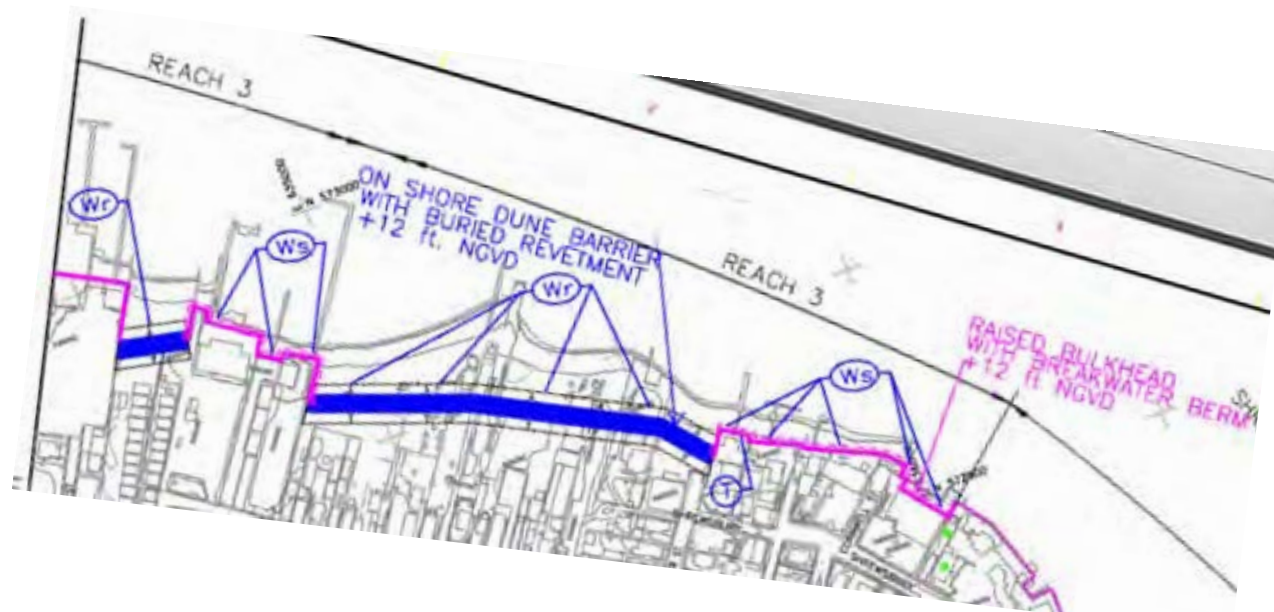 REACH 3
Wr
Ws
N 573000
ON SHORE DUNE BARRIER
WITH BURIED REVETMENT
+12 ft. NGVD
Wr
REACH 3
RAISED BULKHEAD
WITH BREAKWATER BERM
+12 ft NGVD
Ws
T